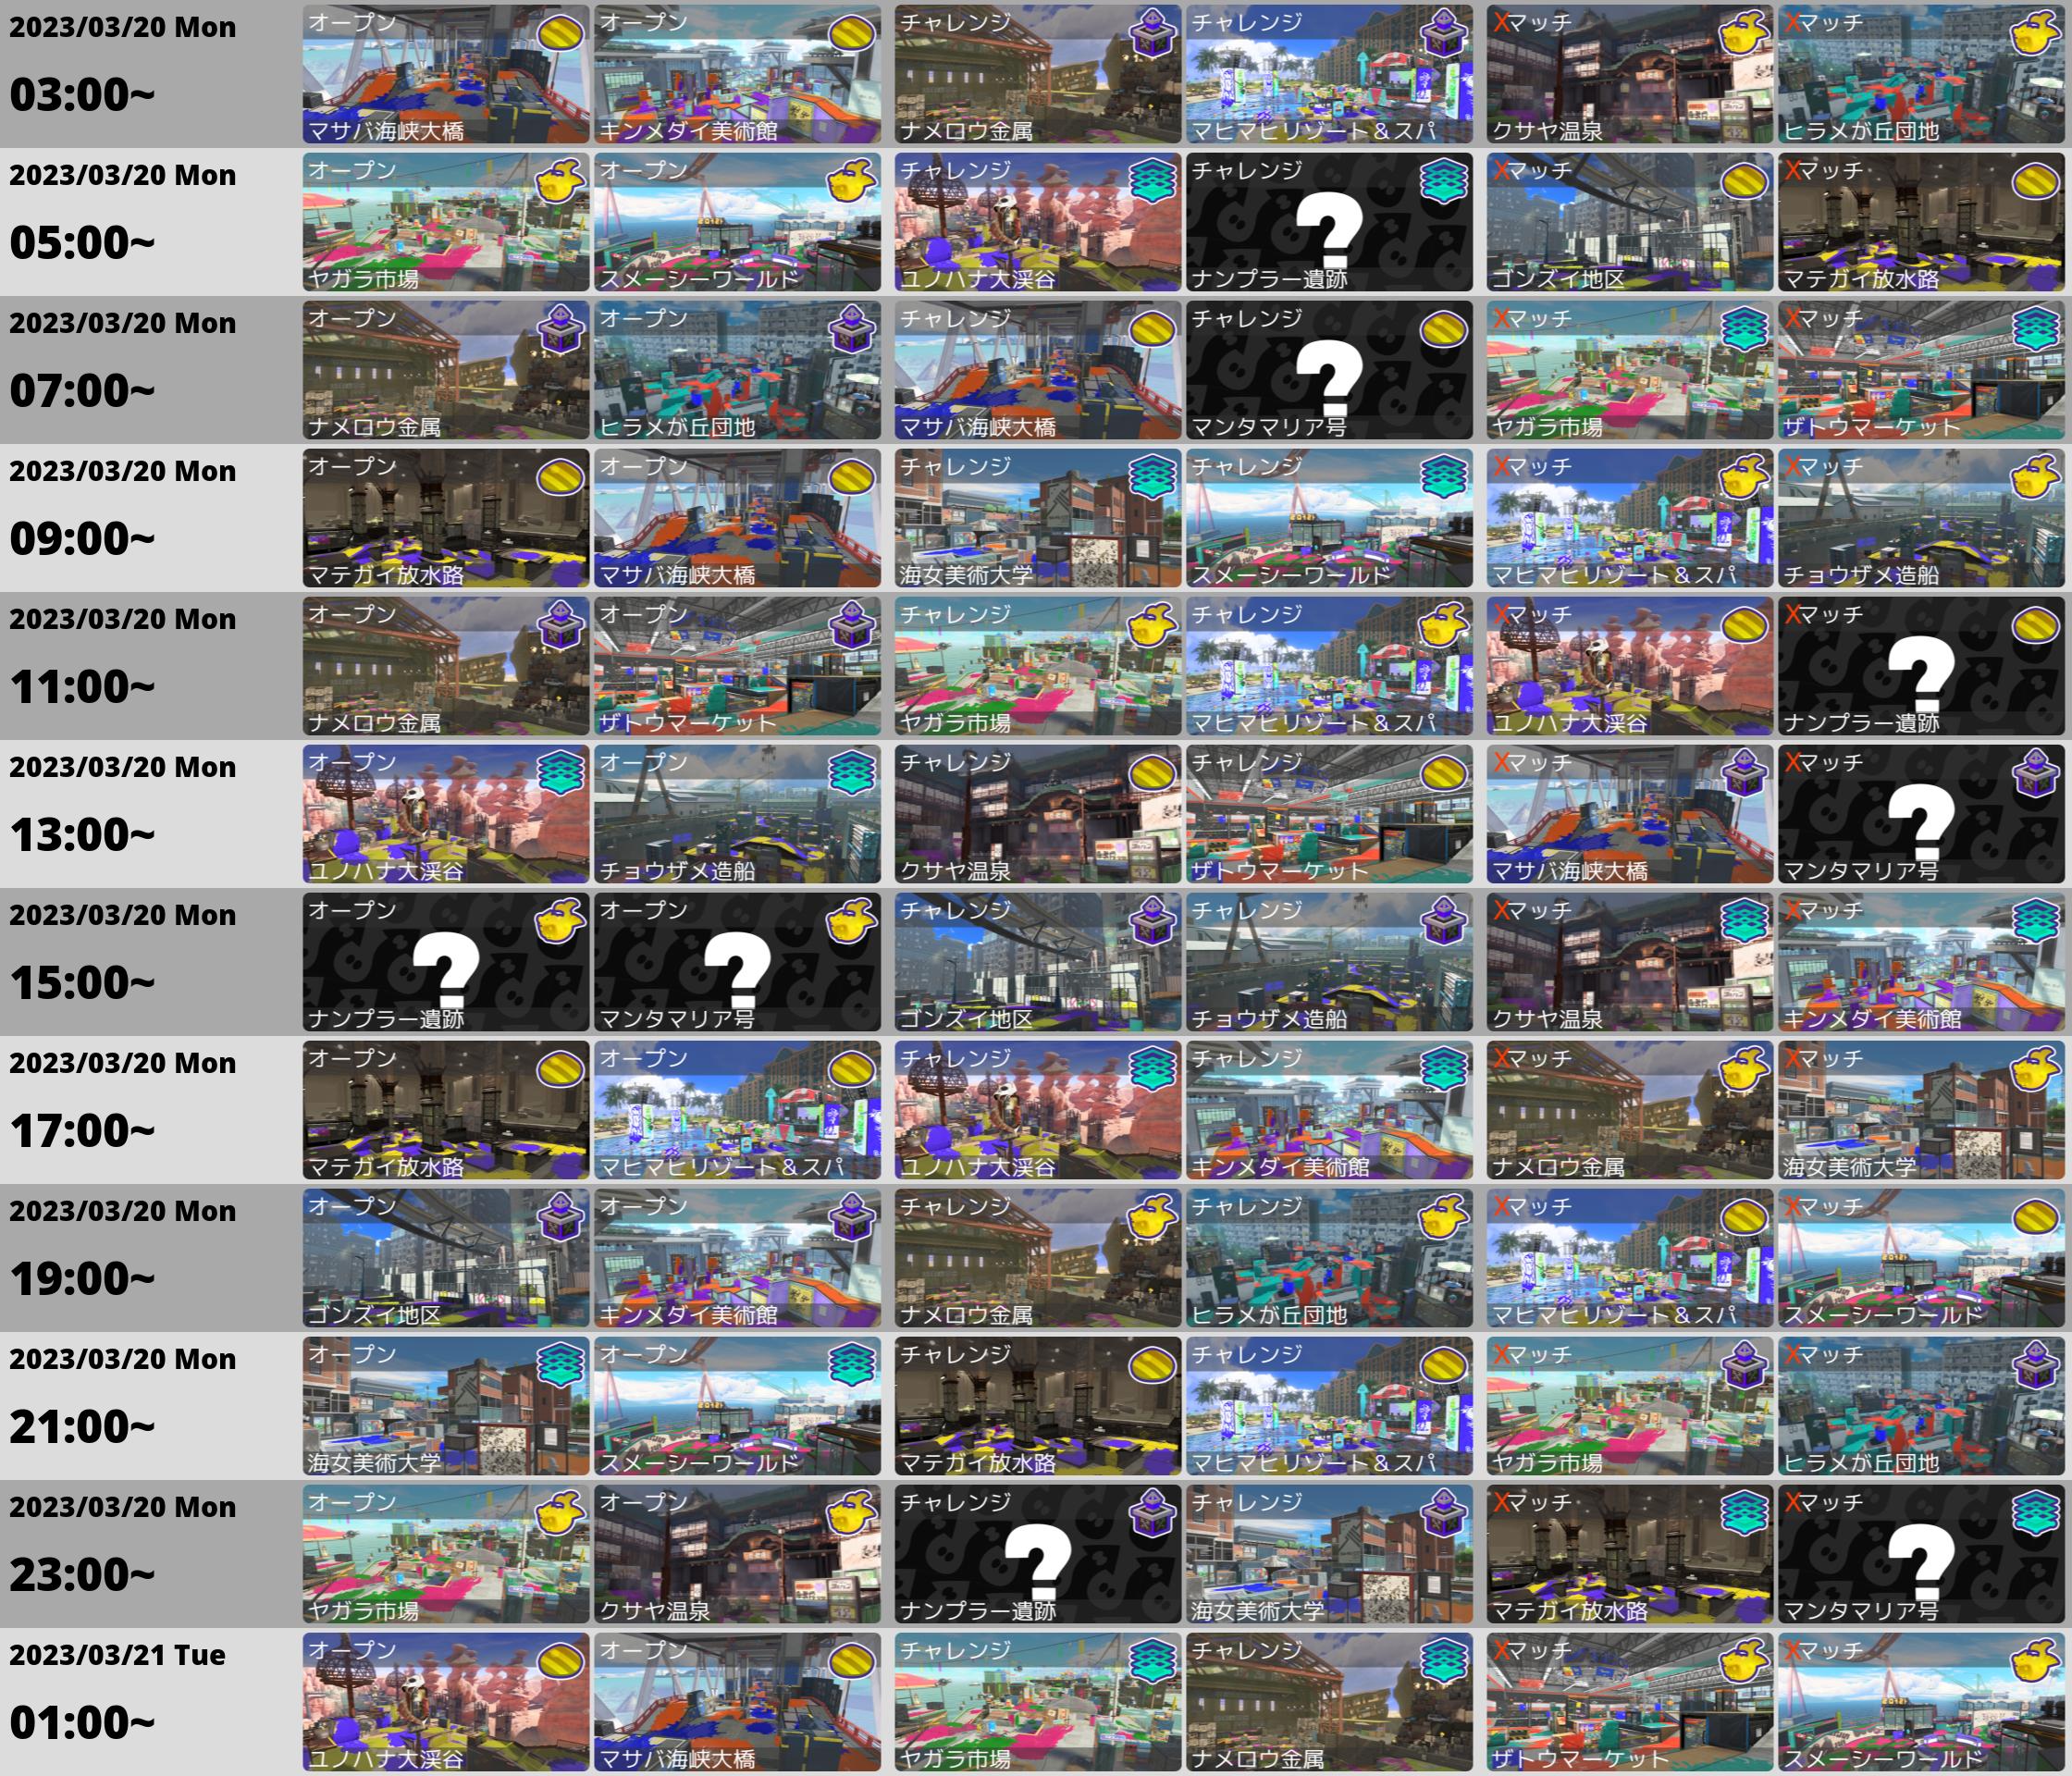 2023/03/20 Mon
03:00~
オープン オープン チャレンジ チャレンジ Xマッチ Xマッチ
マサバ海峡大橋 キンメダイ美術館 ナメロウ金属 マヒマヒリゾート&スパ クサヤ温泉 ヒラメが丘団地
2023/03/20 Mon
05:00~
オープン オープン チャレンジ チャレンジ Xマッチ Xマッチ
ヤガラ市場 スメーシーワールド ユノハナ大渓谷 ナンプラー遺跡 ゴンズイ地区 マテガイ放水路
2023/03/20 Mon
07:00~
オープン オープン チャレンジ チャレンジ Xマッチ Xマッチ
ナメロウ金属 ヒラメが丘団地 マサバ海峡大橋 マンタマリア号 ヤガラ市場 ザトウマーケット
2023/03/20 Mon
09:00~
オープン オープン チャレンジ チャレンジ Xマッチ Xマッチ
マテガイ放水路 マサバ海峡大橋 海女美術大学 スメーシーワールド マヒマヒリゾート&スパ チョウザメ造船
2023/03/20 Mon
11:00~
オープン オープン チャレンジ チャレンジ Xマッチ Xマッチ
ナメロウ金属 ザトウマーケット ヤガラ市場 マヒマヒリゾート&スパ ユノハナ大渓谷 ナンプラー遺跡
2023/03/20 Mon
13:00~
オープン オープン チャレンジ チャレンジ Xマッチ Xマッチ
ユノハナ大渓谷 チョウザメ造船 クサヤ温泉 ザトウマーケット マサバ海峡大橋 マンタマリア号
2023/03/20 Mon
15:00~
オープン オープン チャレンジ チャレンジ Xマッチ Xマッチ
ナンプラー遺跡 マンタマリア号 ゴンズイ地区 チョウザメ造船 クサヤ温泉 キンメダイ美術館
2023/03/20 Mon
17:00~
オープン オープン チャレンジ チャレンジ Xマッチ Xマッチ
マテガイ放水路 マヒマヒリゾート&スパ ユノハナ大渓谷 キンメダイ美術館 ナメロウ金属 海女美術大学
2023/03/20 Mon
19:00~
オープン オープン チャレンジ チャレンジ Xマッチ Xマッチ
ゴンズイ地区 キンメダイ美術館 ナメロウ金属 ヒラメが丘団地 マヒマヒリゾート&スパ スメーシーワールド
2023/03/20 Mon
21:00~
オープン オープン チャレンジ チャレンジ Xマッチ Xマッチ
海女美術大学 スメーシーワールド マテガイ放水路 マヒマヒリゾート&スパ ヤガラ市場 ヒラメが丘団地
2023/03/20 Mon
23:00~
オープン オープン チャレンジ チャレンジ Xマッチ Xマッチ
ヤガラ市場 クサヤ温泉 ナンプラー遺跡 海女美術大学 マテガイ放水路 マンタマリア号
2023/03/21 Tue
01:00~
オープン オープン チャレンジ チャレンジ Xマッチ Xマッチ
ユノハナ大渓谷 マサバ海峡大橋 ヤガラ市場 ナメロウ金属 ザトウマーケット スメーシーワールド